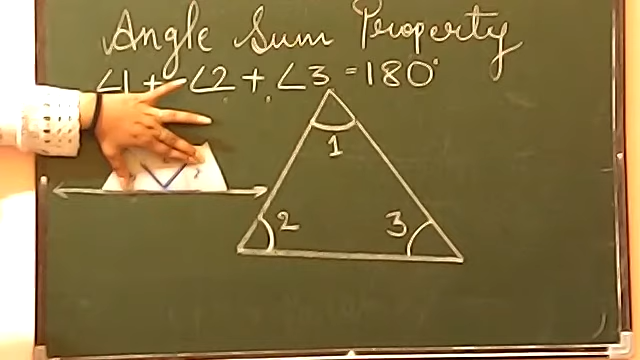 Angle Sum Property
∠1 + ∠2 + ∠3 = 180°
1
2
3